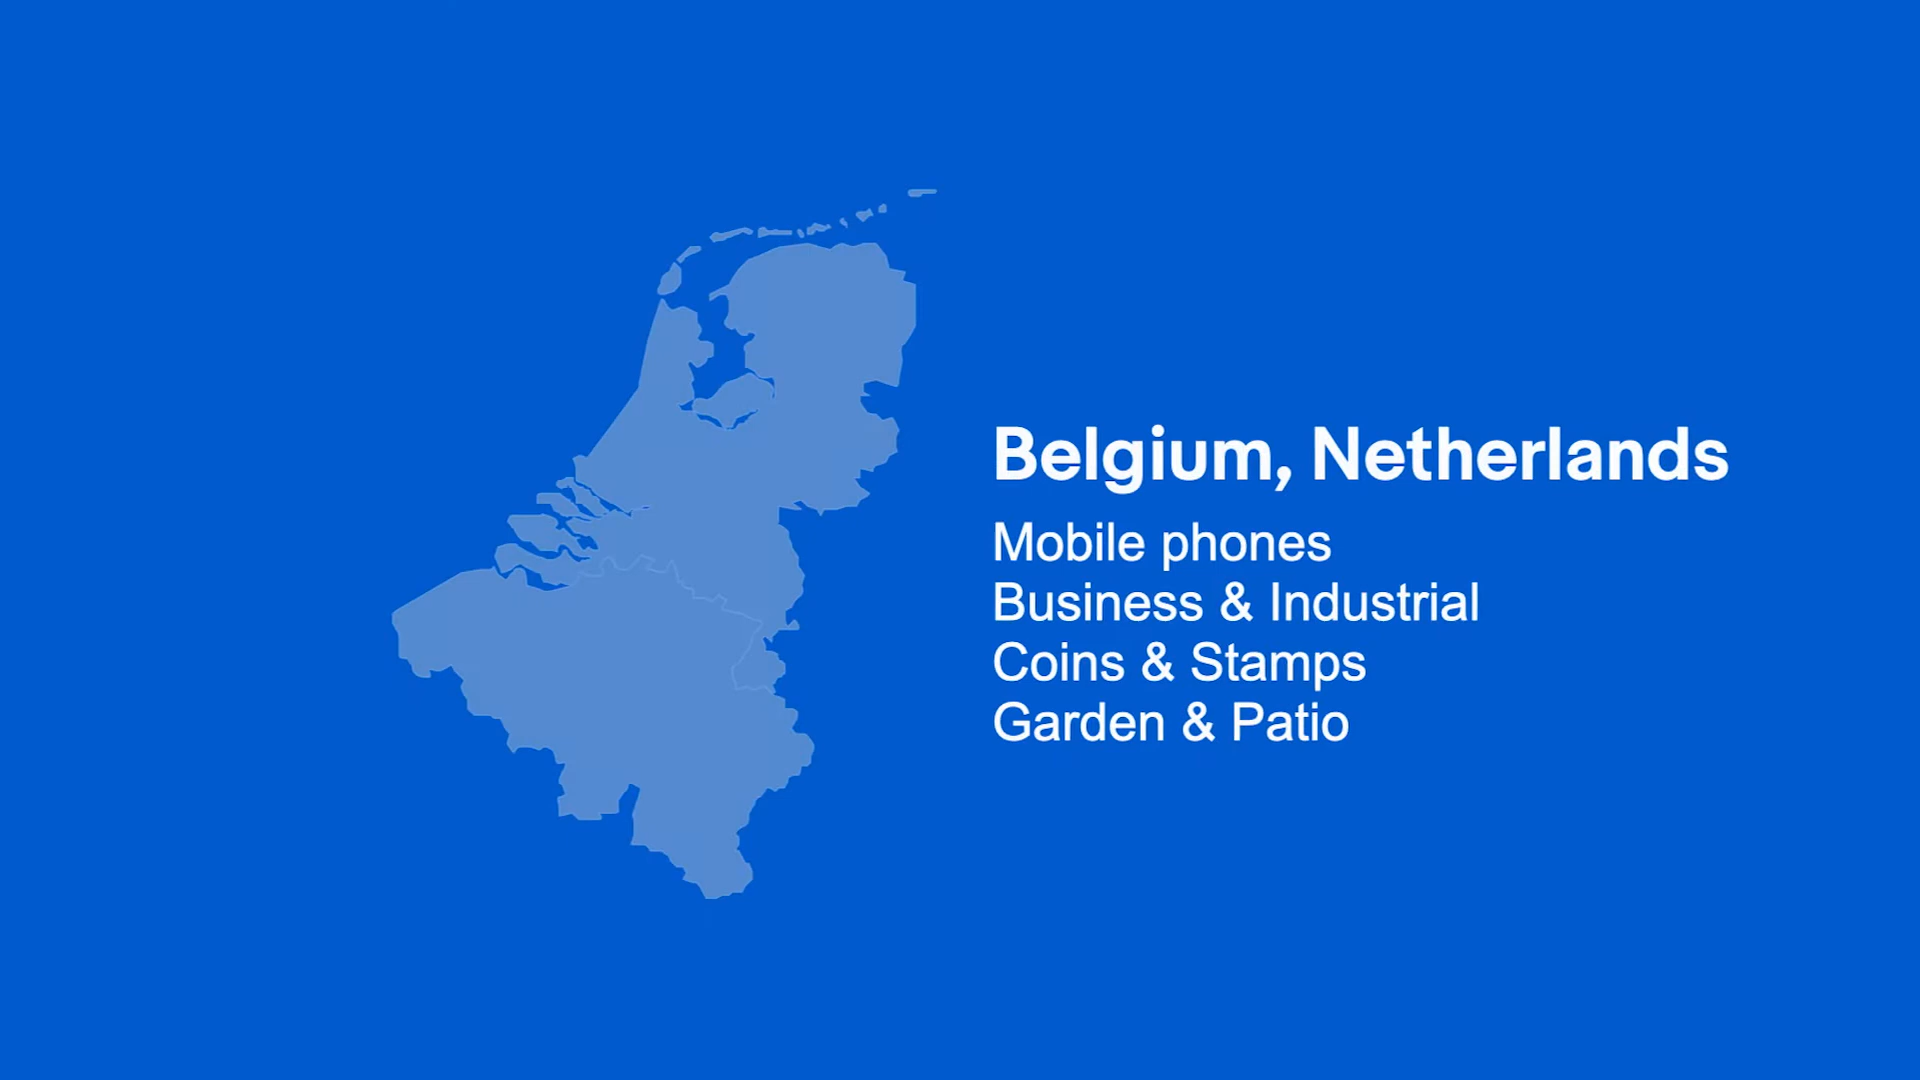 Belgium, Netherlands
Mobile phones
Business & Industrial
Coins & Stamps
Garden & Patio